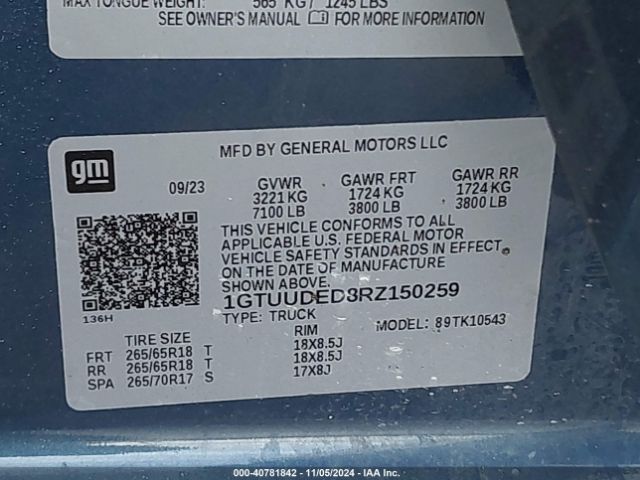 MAX TONGUE WEIGHT: 565 KG / 1245 LBS
SEE OWNER'S MANUAL FOR MORE INFORMATION
gm
MFD BY GENERAL MOTORS LLC
09/23 GVWR GAWR FRT GAWR RR
3221 KG 1724 KG 1724 KG
7100 LB 3800 LB 3800 LB
THIS VEHICLE CONFORMS TO ALL
APPLICABLE U.S. FEDERAL MOTOR
VEHICLE SAFETY STANDARDS IN EFFECT
ON THE DATE OF MANUFACTURE
SHOWN ABOVE.
1GTUUDED8RZ150259
136H
TYPE: TRUCK
MODEL: 89TK10543
TIRE SIZE RIM
FRT 265/65R18 T 18X8.5J
RR 265/65R18 T 18X8.5J
SPA 265/70R17 S 17X8J
000-40781842 - 11/05/2024 - IAA Inc.